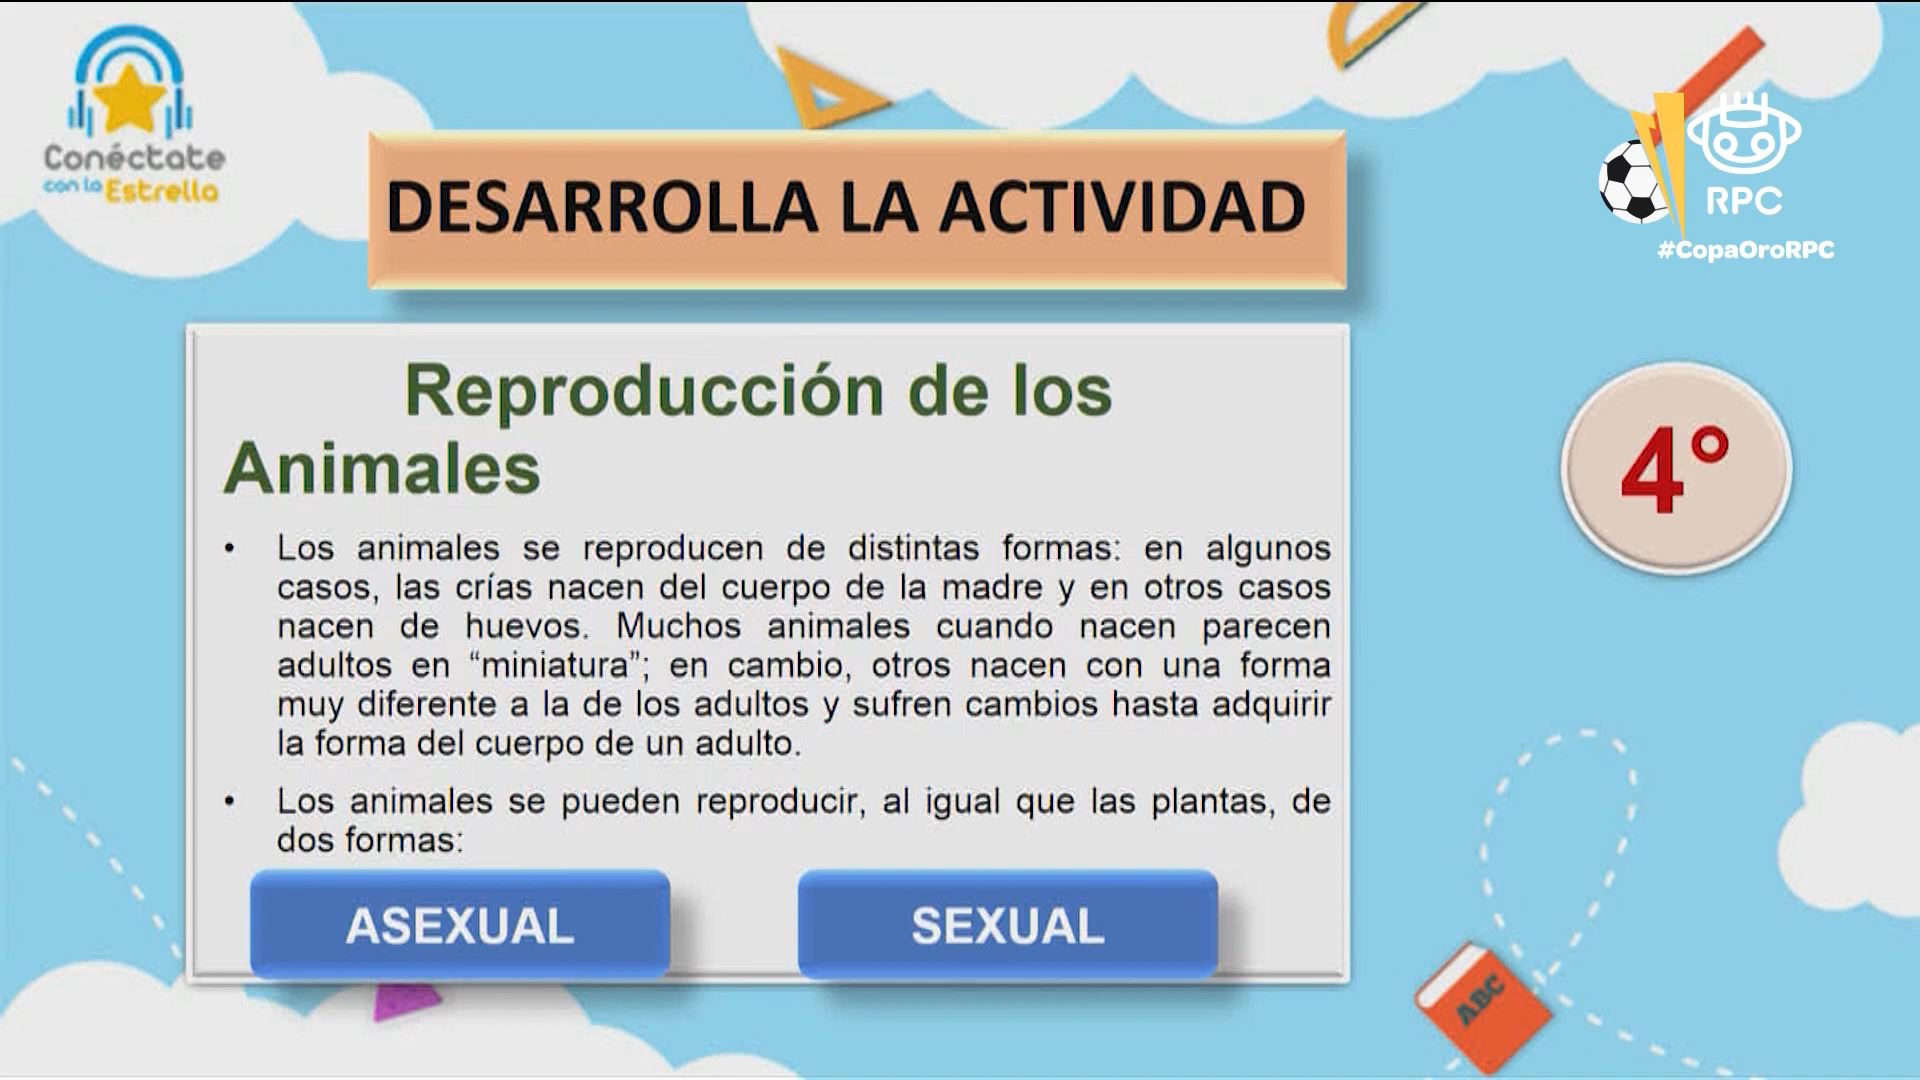 Conéctate
con la Estrella
DESARROLLA LA ACTIVIDAD
RPC
#CopaOroRPC
Reproducción de los
Animales
4°
• Los animales se reproducen de distintas formas: en algunos
casos, las crías nacen del cuerpo de la madre y en otros casos
nacen de huevos. Muchos animales cuando nacen parecen
adultos en “miniatura”; en cambio, otros nacen con una forma
muy diferente a la de los adultos y sufren cambios hasta adquirir
la forma del cuerpo de un adulto.
• Los animales se pueden reproducir, al igual que las plantas, de
dos formas:
ASEXUAL
SEXUAL
ABC